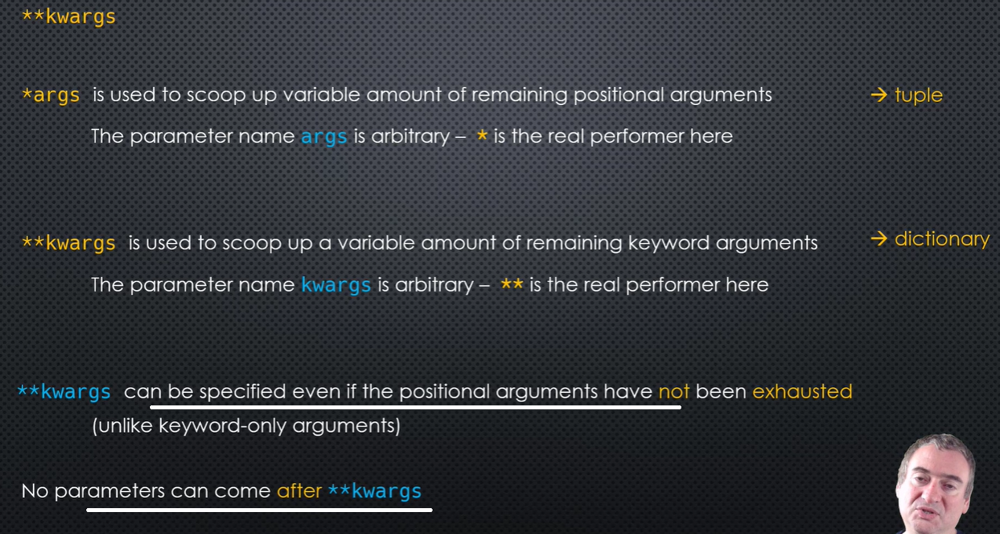 **kwargs
*args is used to scoop up variable amount of remaining positional arguments → tuple
The parameter name args is arbitrary – * is the real performer here
**kwargs is used to scoop up a variable amount of remaining keyword arguments → dictionary
The parameter name kwargs is arbitrary – ** is the real performer here
**kwargs can be specified even if the positional arguments have not been exhausted
(unlike keyword-only arguments)
No parameters can come after **kwargs